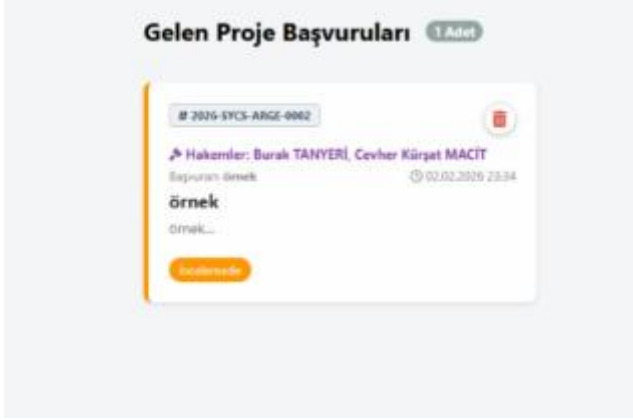 Gelen Proje Başvuruları 1 Adet
# 2026-SYCS-ARGE-0002
Hakemler: Burak TANYERİ, Cevher Kürşat MACİT
Başvuran: örnek 02.02.2026 23:34
örnek
örnek...
İncelemede